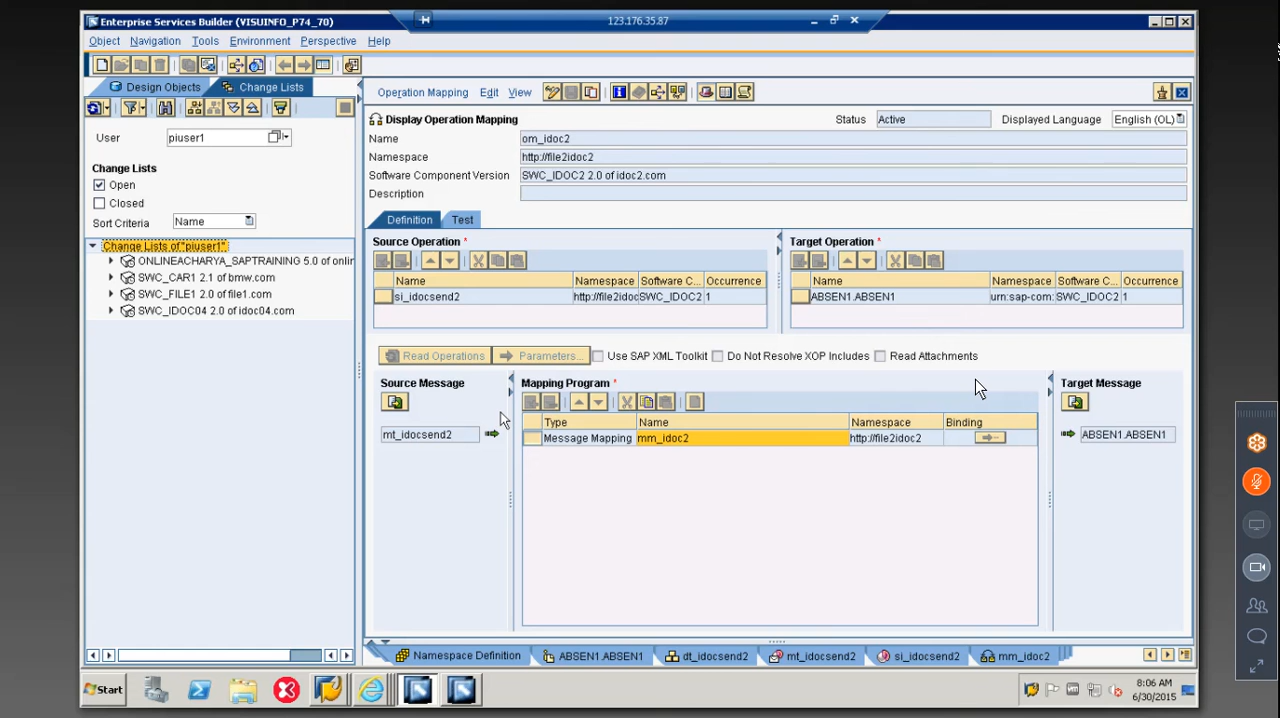 Enterprise Services Builder (VISUINFO_P74_70)
123.176.35.87
Object Navigation Tools Environment Perspective Help
Design Objects Change Lists
Operation Mapping Edit View
User piuser1
Change Lists
Open
Closed
Sort Criteria Name
Change Lists of "piuser1"
ONLINEACHARYA_SAPTRAINING 5.0 of onlin
SWC_CAR1 2.1 of bmw.com
SWC_FILE1 2.0 of file1.com
SWC_IDOC04 2.0 of idoc04.com
Display Operation Mapping Status Active Displayed Language English (OL)
Name om_idoc2
Namespace http://file2idoc2
Software Component Version SWC_IDOC2 2.0 of idoc2.com
Description
Definition Test
Source Operation *
Name Namespace Software C... Occurrence
si_idocsend2 http://file2idoc SWC_IDOC2 1
Target Operation *
Name Namespace Software C... Occurrence
ABSEN1.ABSEN1 urn:sap-com: SWC_IDOC2 1
Read Operations Parameters... Use SAP XML Toolkit Do Not Resolve XOP Includes Read Attachments
Source Message
mt_idocsend2
Mapping Program *
Type Name Namespace Binding
Message Mapping mm_idoc2 http://file2idoc2
Target Message
ABSEN1.ABSEN1
Namespace Definition ABSEN1.ABSEN1 dt_idocsend2 mt_idocsend2 si_idocsend2 mm_idoc2
Start
8:06 AM
6/30/2015